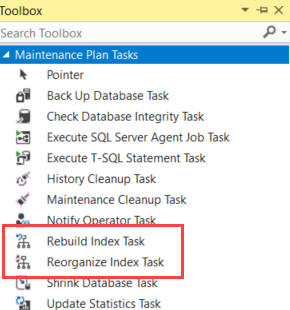 Toolbox
Search Toolbox
Maintenance Plan Tasks
Pointer
Back Up Database Task
Check Database Integrity Task
Execute SQL Server Agent Job Task
Execute T-SQL Statement Task
History Cleanup Task
Maintenance Cleanup Task
Notify Operator Task
Rebuild Index Task
Reorganize Index Task
Shrink Database Task
Update Statistics Task